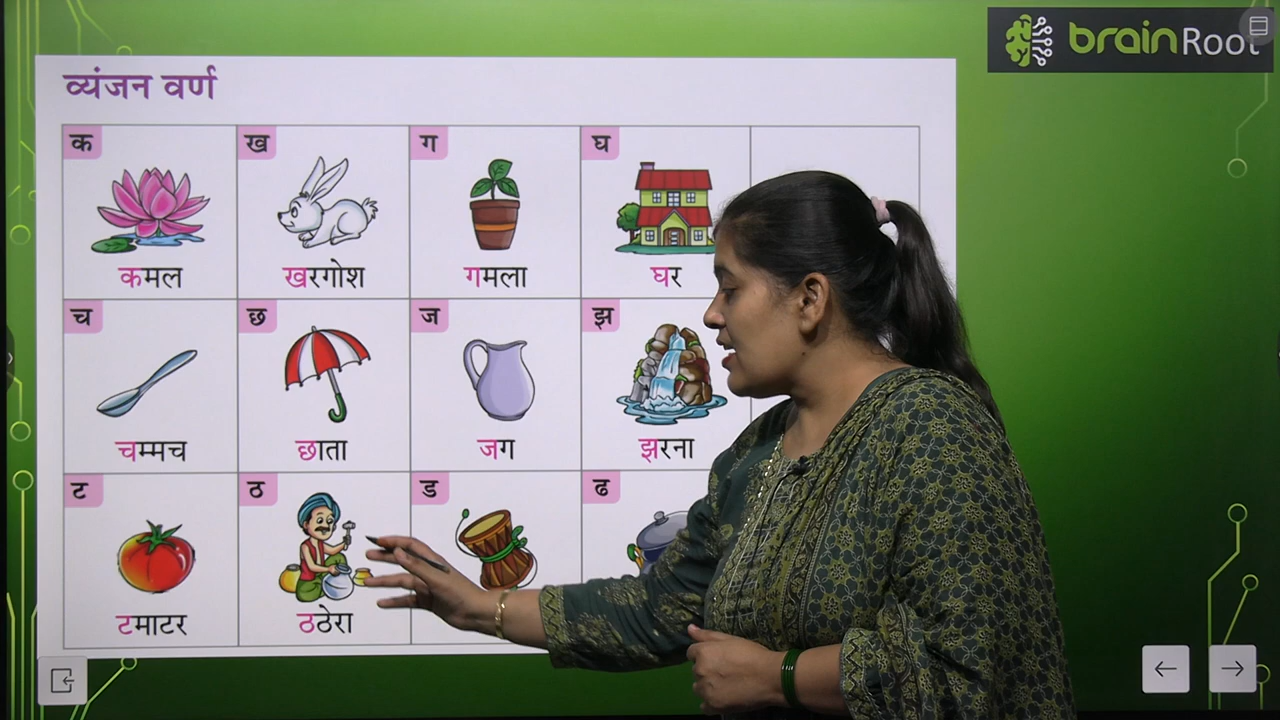 brainRoot
व्यंजन वर्ण
क ख ग घ
कमल खरगोश गमला घर
च छ ज झ
चम्मच छाता जग झरना
ट ठ ड ढ
टमाटर ठठेरा